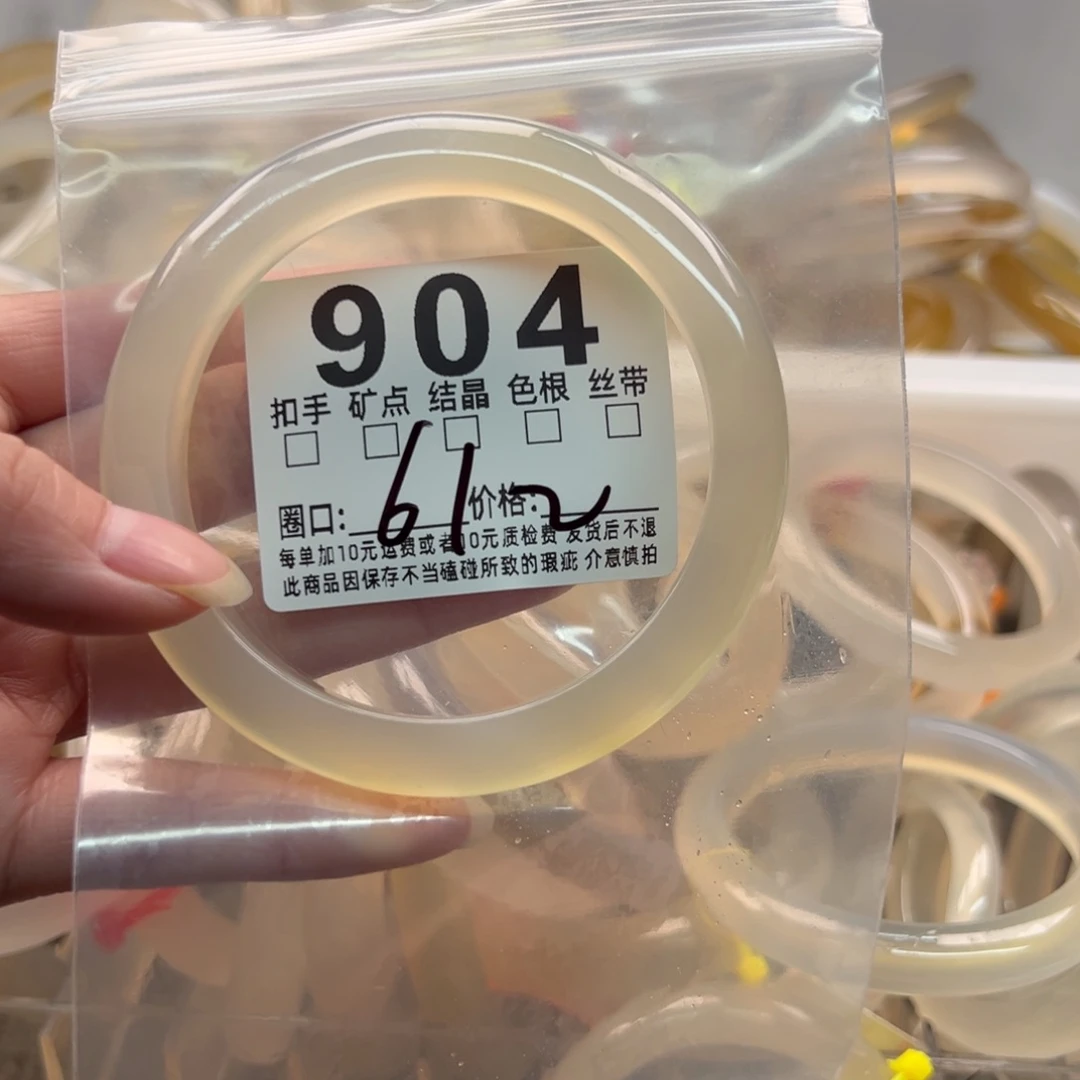 904
扣手 矿点 结晶 色根 丝带
圈口: 61 价格: 2
每单加10元运费或者10元质检费 发货后不退
此商品因保存不当磕碰所致的瑕疵 介意慎拍